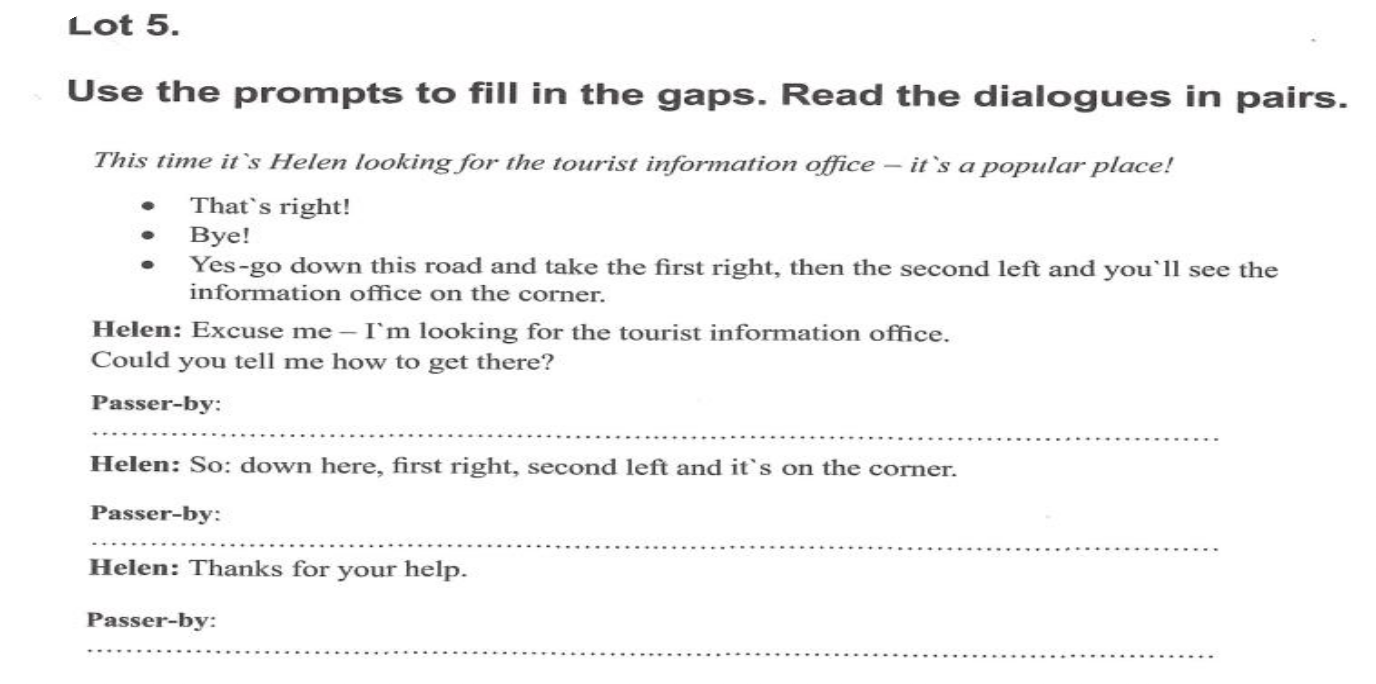 Lot 5.
Use the prompts to fill in the gaps. Read the dialogues in pairs.
This time it`s Helen looking for the tourist information office – it`s a popular place!
• That`s right!
• Bye!
• Yes-go down this road and take the first right, then the second left and you`ll see the
information office on the corner.
Helen: Excuse me – I`m looking for the tourist information office.
Could you tell me how to get there?
Passer-by:
................................................................................
Helen: So: down here, first right, second left and it`s on the corner.
Passer-by:
................................................................................
Helen: Thanks for your help.
Passer-by:
................................................................................